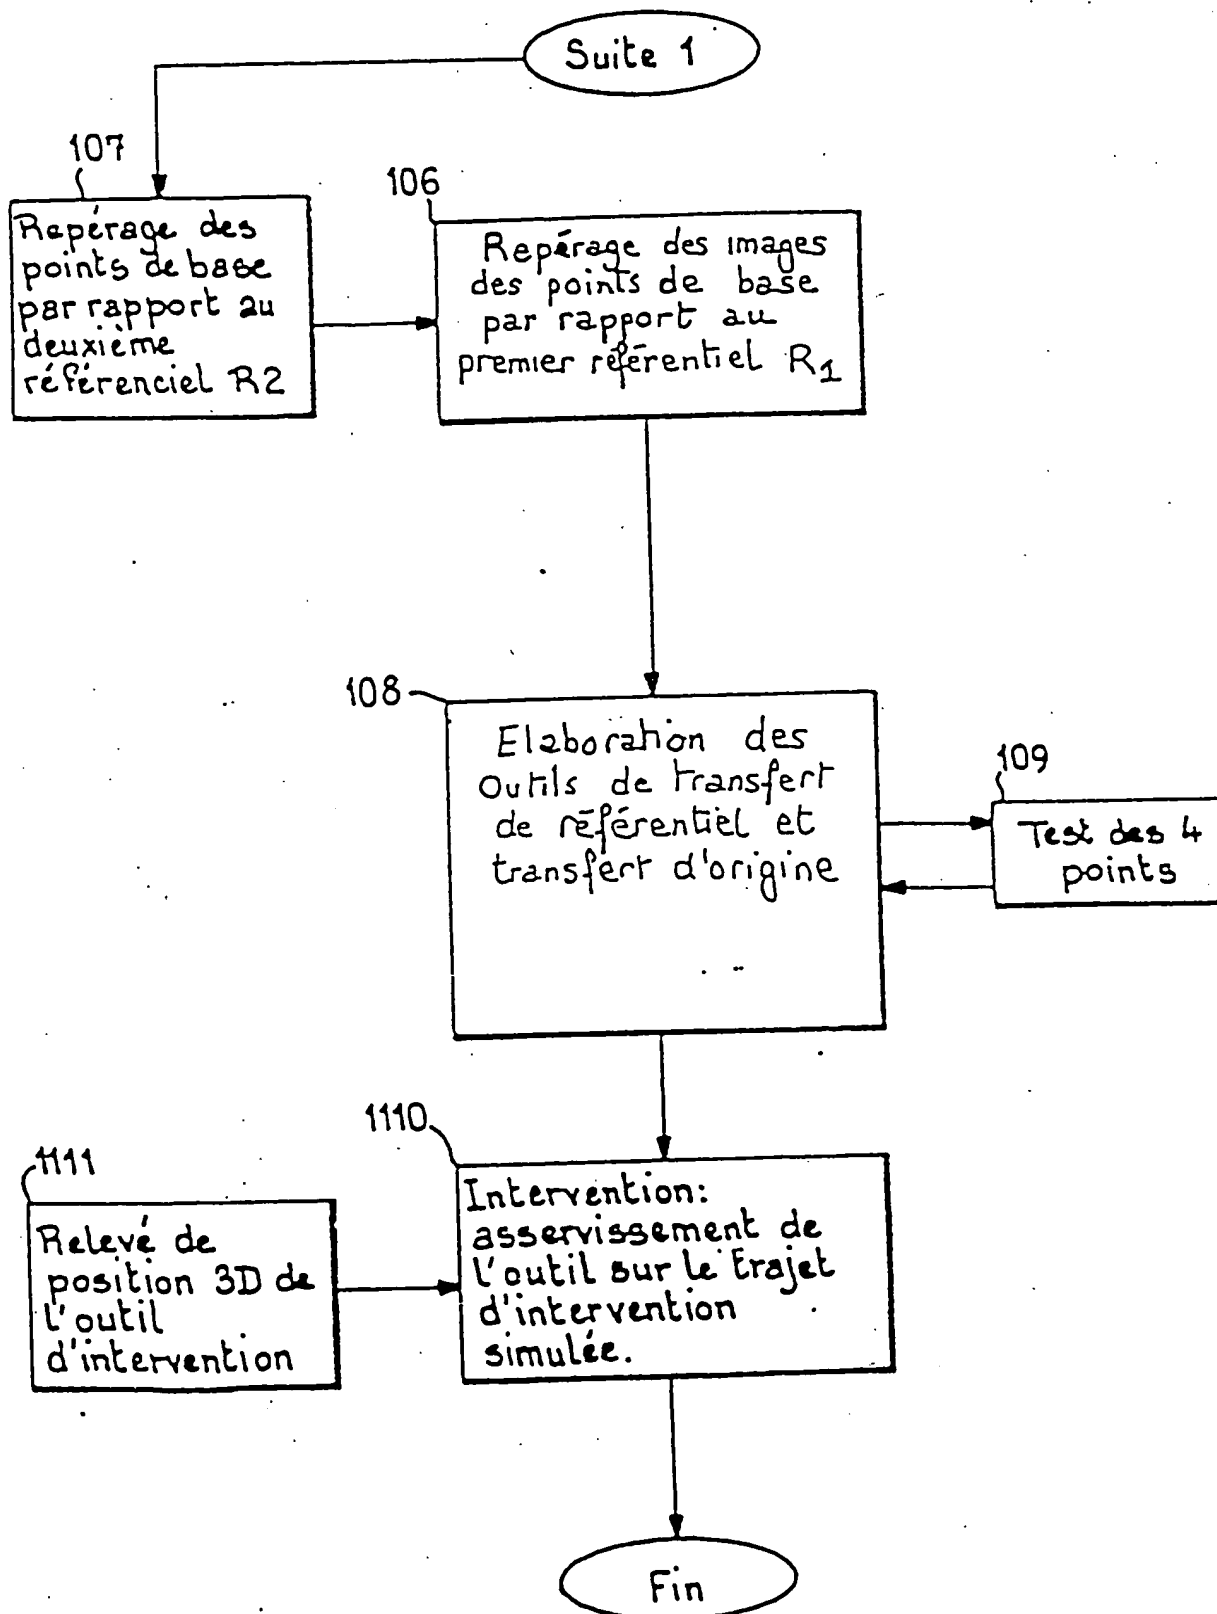 Suite 1
107
Repérage des
points de base
par rapport au
deuxième
référenciel R2
106
Repérage des images
des points de base
par rapport au
premier référentiel R1
108
Elaboration des
Outils de transfert
de référentiel et
transfert d'origine
109
Test des 4
points
1110
Intervention:
asservissement de
l'outil sur le trajet
d'intervention
simulée.
1111
Relevé de
position 3D de
l'outil
d'intervention
Fin